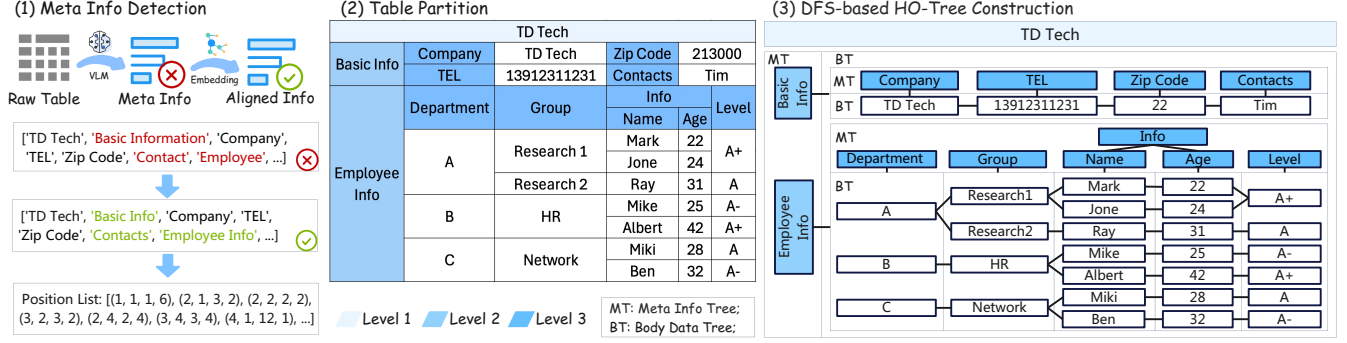 (1) Meta Info Detection
VLM
Embedding
Raw Table
Meta Info
Aligned Info
['TD Tech', 'Basic Information', 'Company',
'TEL', 'Zip Code', 'Contact', 'Employee', ...]
['TD Tech', 'Basic Info', 'Company', 'TEL',
'Zip Code', 'Contacts', 'Employee Info', ...]
Position List: [(1, 1, 1, 6), (2, 1, 3, 2), (2, 2, 2, 2),
(3, 2, 3, 2), (2, 4, 2, 4), (3, 4, 3, 4), (4, 1, 12, 1), ...]
(2) Table Partition
TD Tech
Basic Info
Company
TD Tech
Zip Code
213000
TEL
13912311231
Contacts
Tim
Employee
Info
Department
Group
Info
Level
Name
Age
A
Research 1
Mark
22
A+
Jone
24
Research 2
Ray
31
A
B
HR
Mike
25
A-
Albert
42
A+
C
Network
Miki
28
A
Ben
32
A-
Level 1
Level 2
Level 3
MT: Meta Info Tree;
BT: Body Data Tree;
(3) DFS-based HO-Tree Construction
TD Tech
MT
BT
Basic
Info
MT
Company
TEL
Zip Code
Contacts
BT
TD Tech
13912311231
22
Tim
Employee
Info
MT
Info
Department
Group
Name
Age
Level
BT
A
Research1
Mark
22
A+
Jone
24
Research2
Ray
31
A
B
HR
Mike
25
A-
Albert
42
A+
C
Network
Miki
28
A
Ben
32
A-